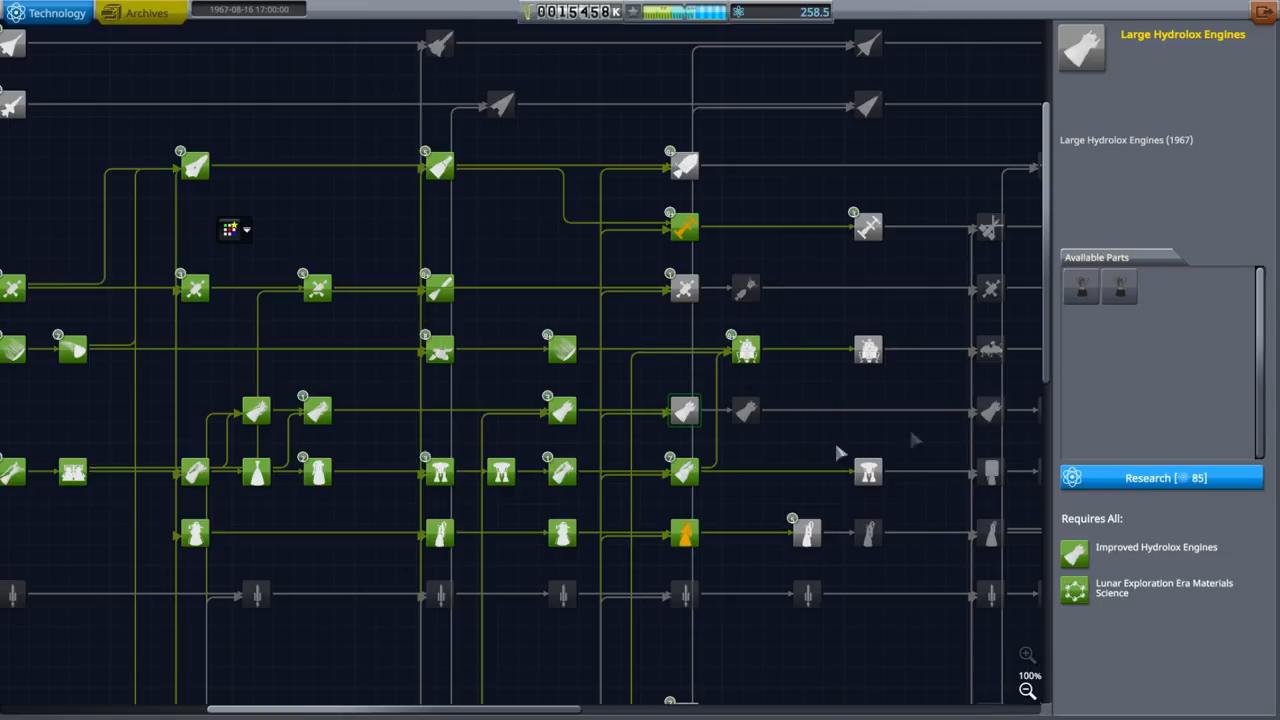 Technology
Archives
1967-08-16 17:00:00
0015458 K
258.5
Large Hydrolox Engines
Large Hydrolox Engines (1967)
Available Parts
Research [ 85]
Requires All:
Improved Hydrolox Engines
Lunar Exploration Era Materials
Science
100%